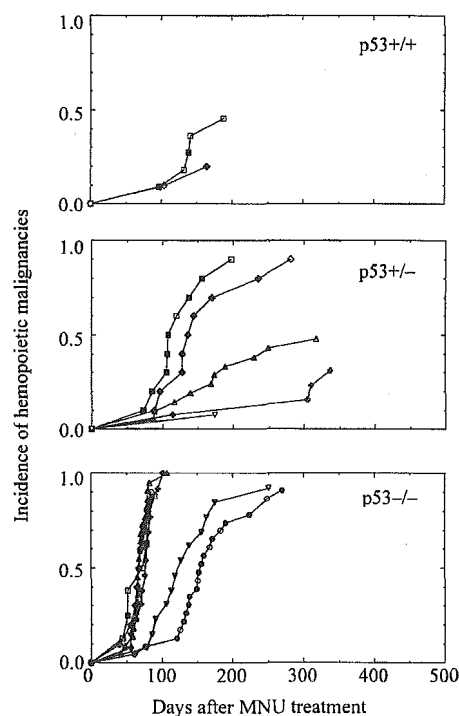 Incidence of hemopoietic malignancies
1.0
0.5
0.0
p53+/+
1.0
0.5
0.0
p53+/−
1.0
0.5
0.0
p53−/−
0 100 200 300 400 500
Days after MNU treatment